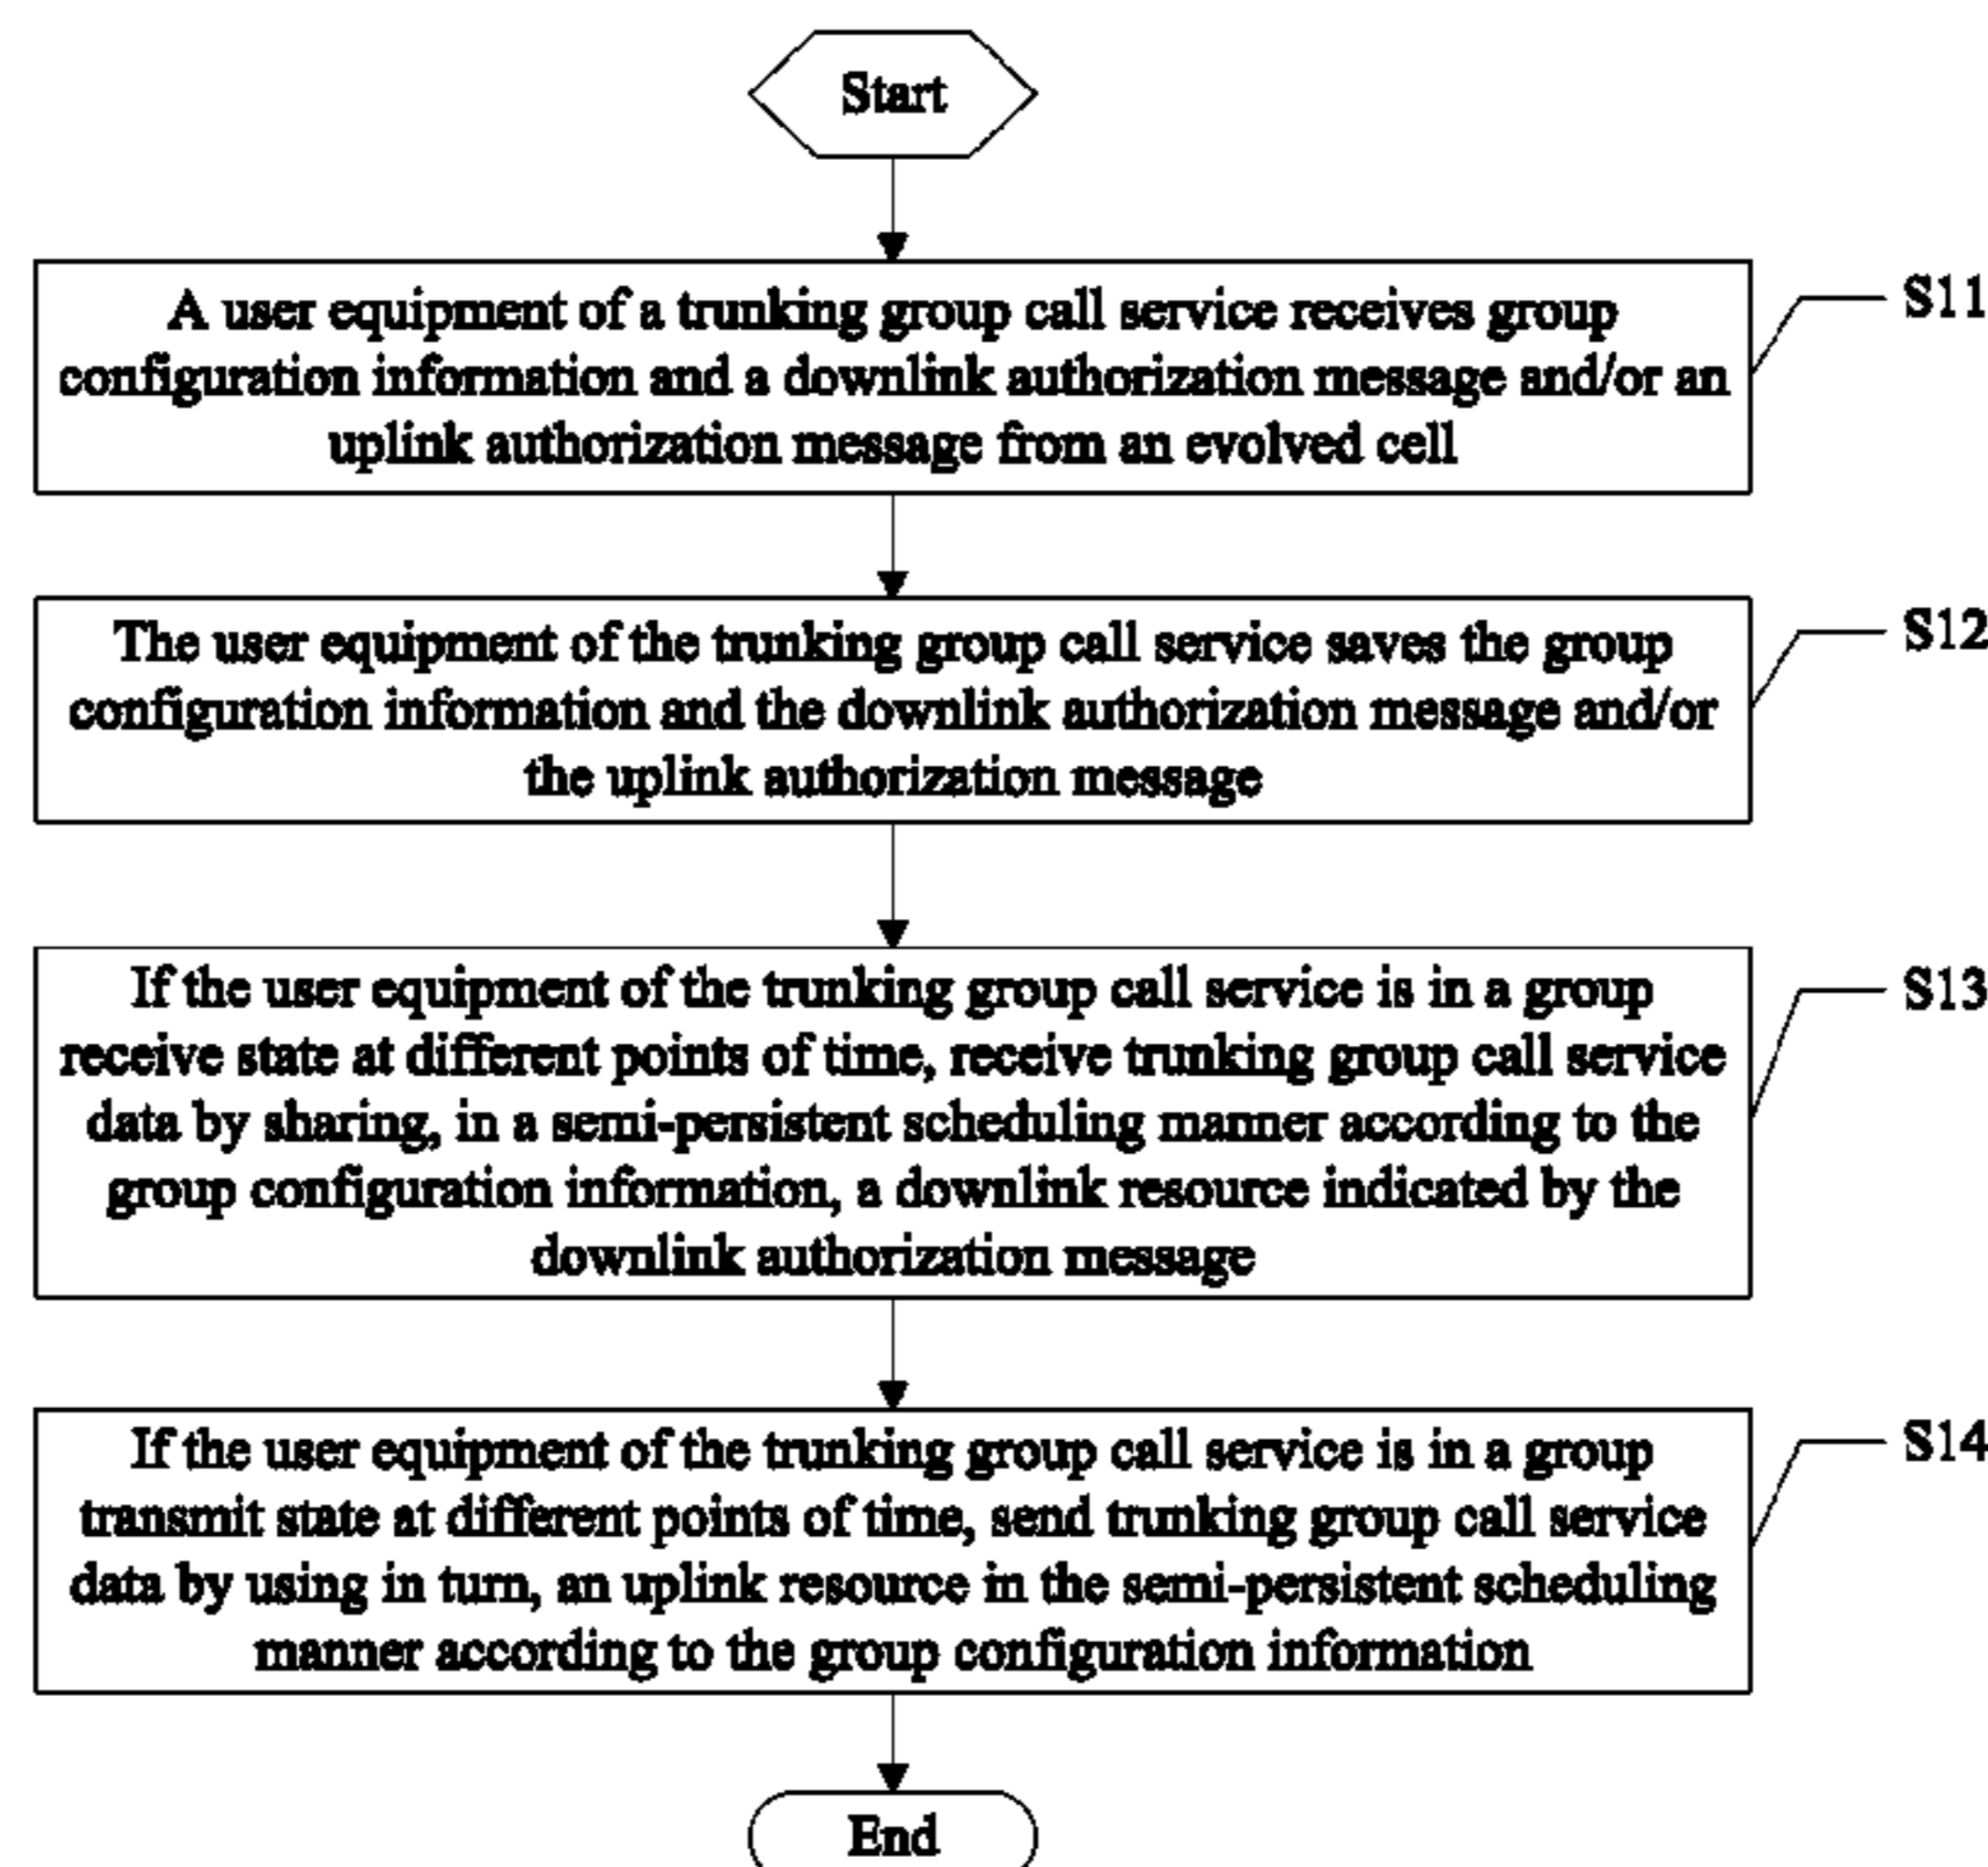 Start
A user equipment of a trunking group call service receives group
configuration information and a downlink authorization message and/or an
uplink authorization message from an evolved cell
S11
The user equipment of the trunking group call service saves the group
configuration information and the downlink authorization message and/or
the uplink authorization message
S12
If the user equipment of the trunking group call service is in a group
receive state at different points of time, receive trunking group call service
data by sharing, in a semi-persistent scheduling manner according to the
group configuration information, a downlink resource indicated by the
downlink authorization message
S13
If the user equipment of the trunking group call service is in a group
transmit state at different points of time, send trunking group call service
data by using in turn, an uplink resource in the semi-persistent scheduling
manner according to the group configuration information
S14
End